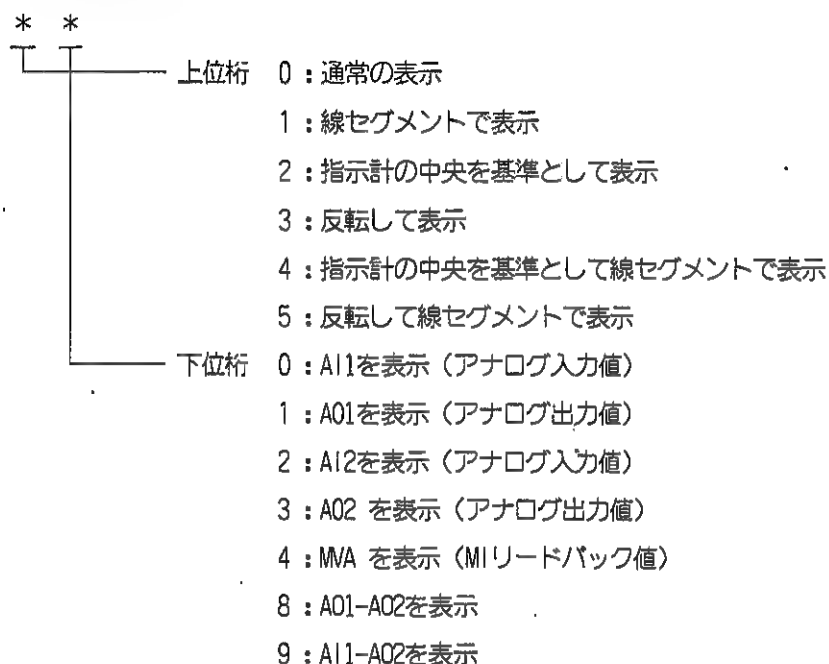 * *
上位桁 0:通常の表示
1:線セグメントで表示
2:指示計の中央を基準として表示
3:反転して表示
4:指示計の中央を基準として線セグメントで表示
5:反転して線セグメントで表示
下位桁 0:AI1を表示(アナログ入力値)
1:AO1を表示(アナログ出力値)
2:AI2を表示(アナログ入力値)
3:AO2 を表示(アナログ出力値)
4:MVA を表示(MIリードバック値)
8:AO1-AO2を表示
9:AI1-AO2を表示